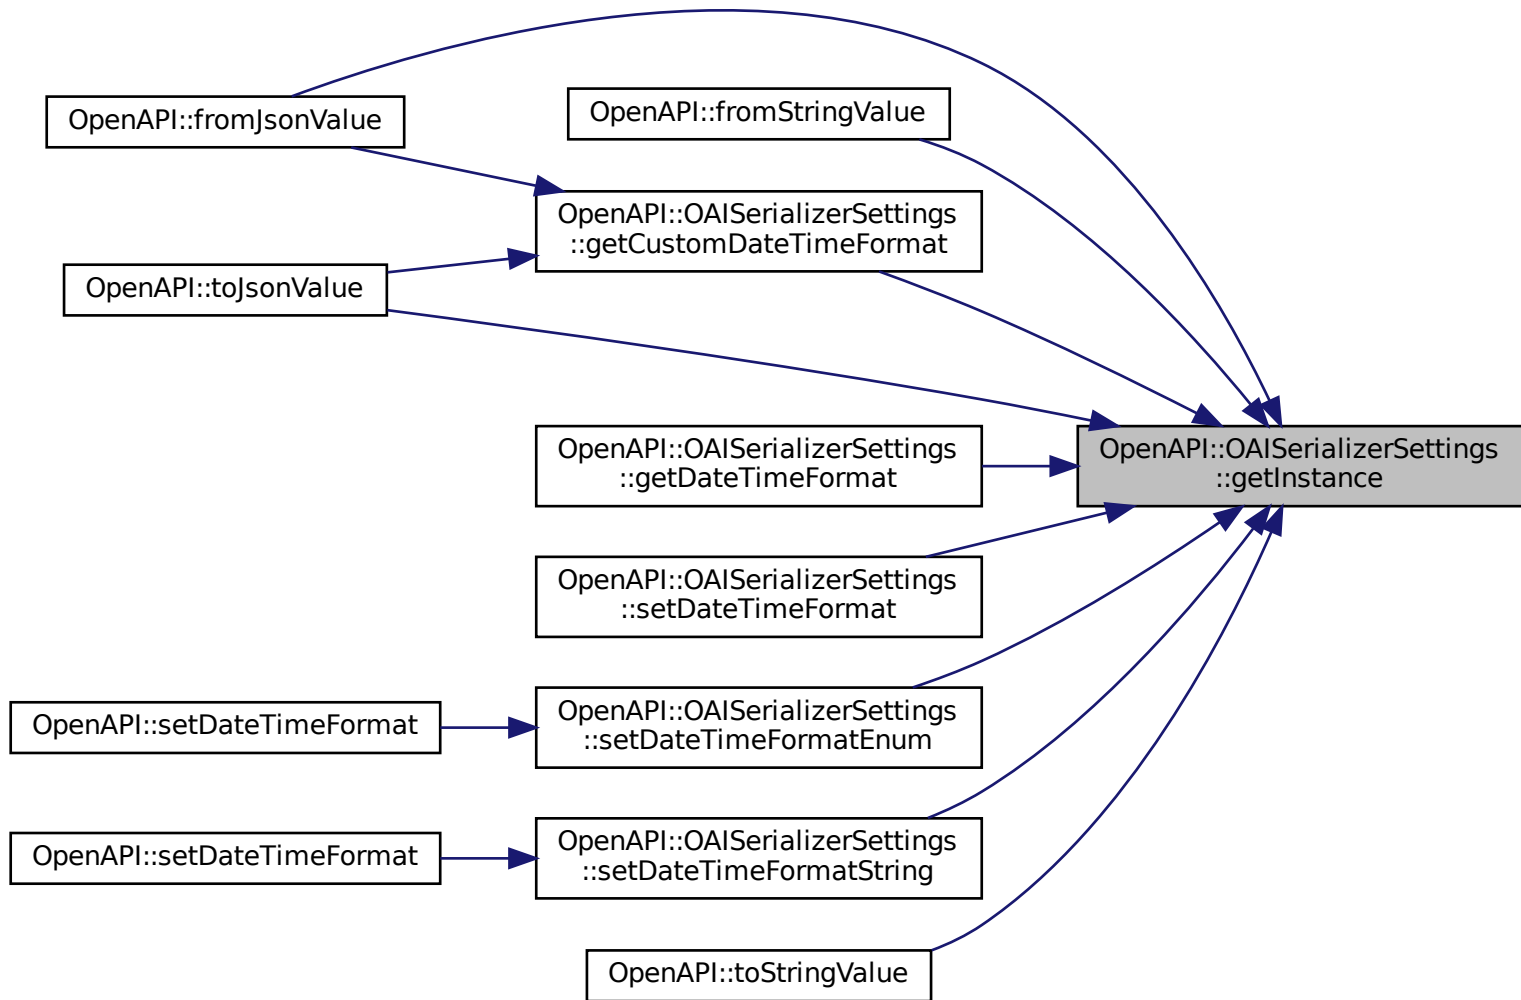 OpenAPI::fromJsonValue
OpenAPI::fromStringValue
OpenAPI::OAISerializerSettings
::getCustomDateTimeFormat
OpenAPI::toJsonValue
OpenAPI::OAISerializerSettings
::getDateTimeFormat
OpenAPI::OAISerializerSettings
::getInstance
OpenAPI::OAISerializerSettings
::setDateTimeFormat
OpenAPI::setDateTimeFormat
OpenAPI::OAISerializerSettings
::setDateTimeFormatEnum
OpenAPI::setDateTimeFormat
OpenAPI::OAISerializerSettings
::setDateTimeFormatString
OpenAPI::toStringValue